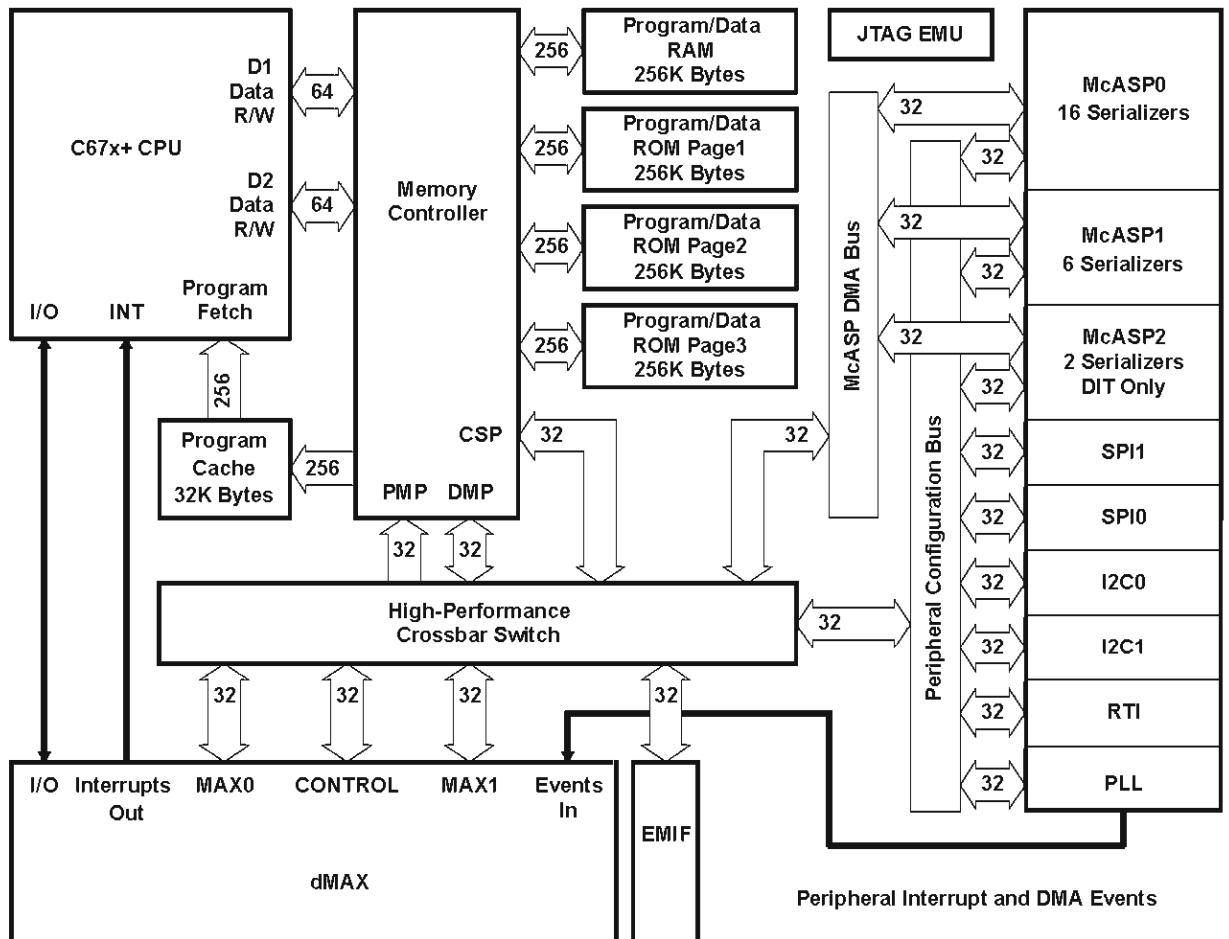 C67x+ CPU
D1
Data
R/W
D2
Data
R/W
I/O
INT
Program
Fetch
64
64
256
Program
Cache
32K Bytes
256
Memory
Controller
CSP
PMP
DMP
256
256
256
256
Program/Data
RAM
256K Bytes
Program/Data
ROM Page1
256K Bytes
Program/Data
ROM Page2
256K Bytes
Program/Data
ROM Page3
256K Bytes
32
32
32
32
High-Performance
Crossbar Switch
32
32
32
32
32
I/O
Interrupts
Out
MAX0
CONTROL
MAX1
Events
In
dMAX
EMIF
JTAG EMU
McASP DMA Bus
Peripheral Configuration Bus
32
32
32
32
32
32
32
32
32
32
32
32
McASP0
16 Serializers
McASP1
6 Serializers
McASP2
2 Serializers
DIT Only
SPI1
SPI0
I2C0
I2C1
RTI
PLL
Peripheral Interrupt and DMA Events